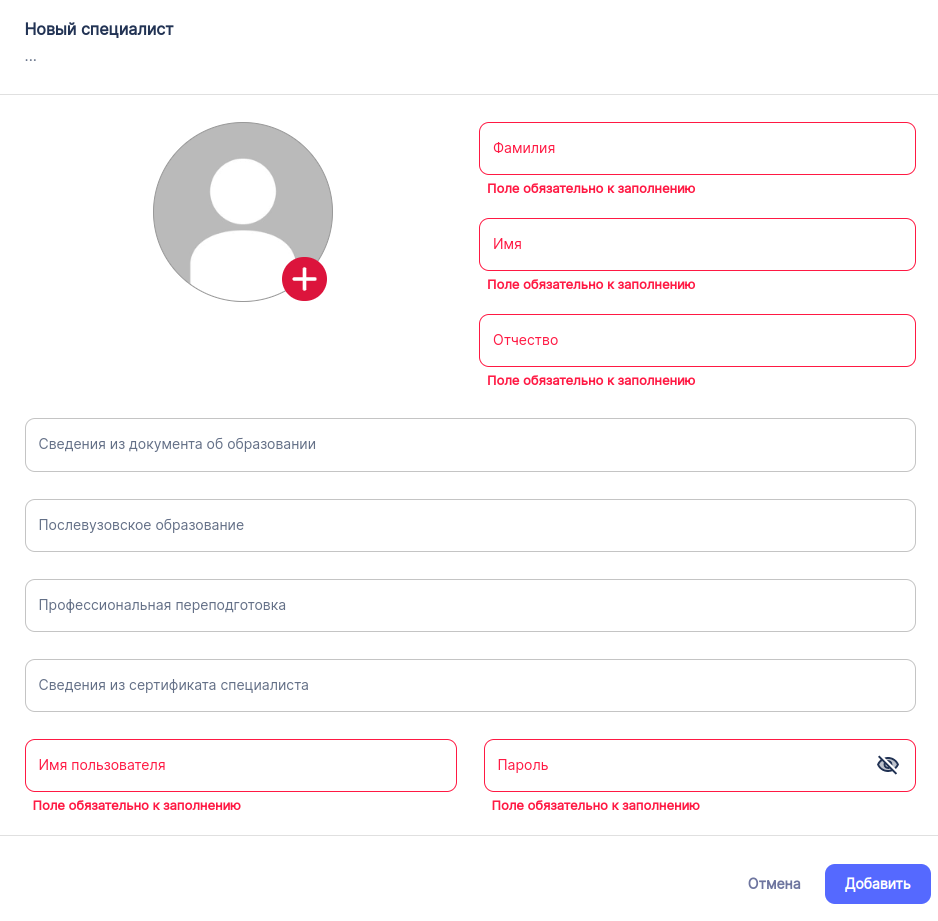 Новый специалист
...
Фамилия
Поле обязательно к заполнению
Имя
Поле обязательно к заполнению
Отчество
Поле обязательно к заполнению
Сведения из документа об образовании
Послевузовское образование
Профессиональная переподготовка
Сведения из сертификата специалиста
Имя пользователя
Поле обязательно к заполнению
Пароль
Поле обязательно к заполнению
Отмена
Добавить